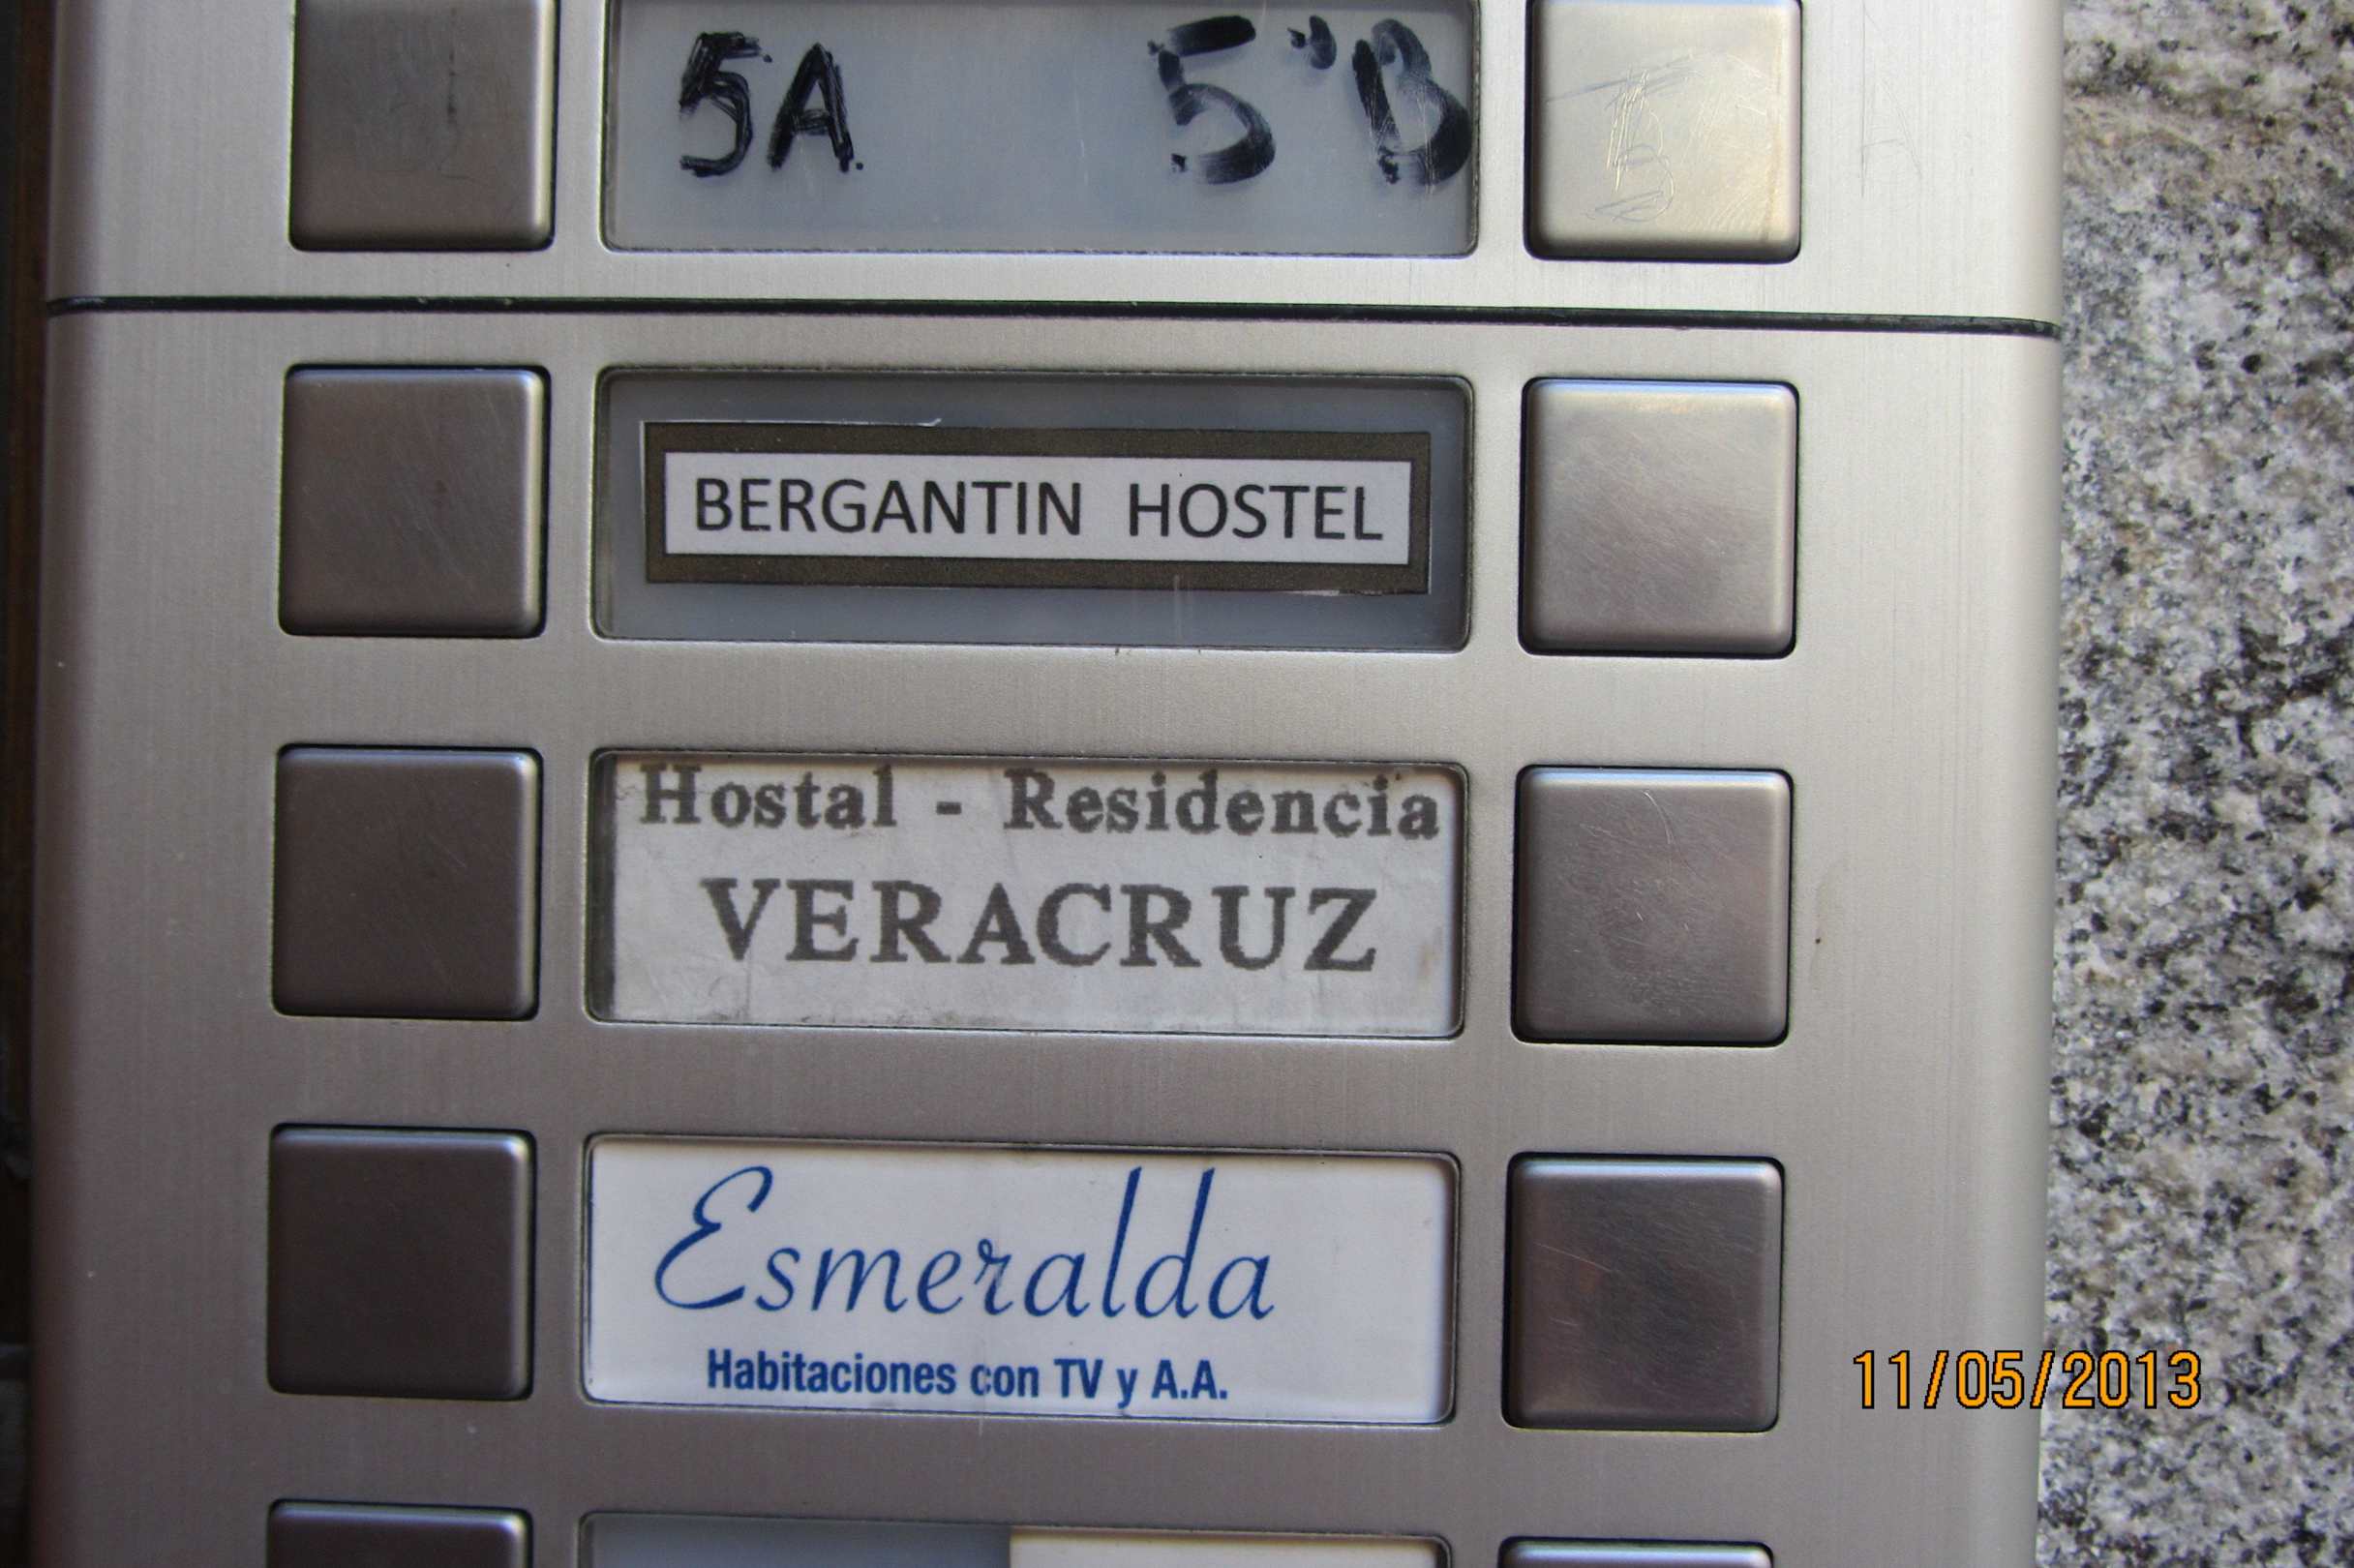 5A 5"B
BERGANTIN HOSTEL
Hostal - Residencia
VERACRUZ
Esmeralda
Habitaciones con TV y A.A.
11/05/2013